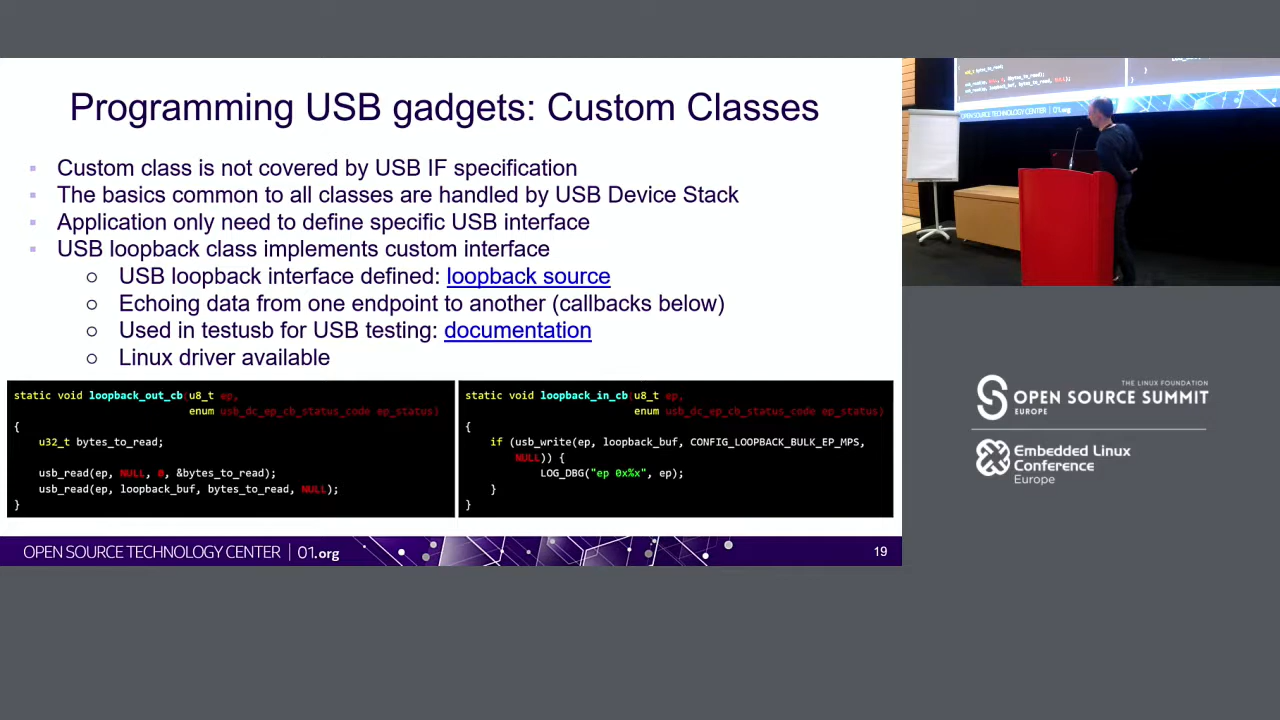 Programming USB gadgets: Custom Classes
Custom class is not covered by USB IF specification
The basics common to all classes are handled by USB Device Stack
Application only need to define specific USB interface
USB loopback class implements custom interface
USB loopback interface defined: loopback source
Echoing data from one endpoint to another (callbacks below)
Used in testusb for USB testing: documentation
Linux driver available
static void loopback_out_cb(u8_t ep,
enum usb_dc_ep_cb_status_code ep_status)
{
u32_t bytes_to_read;
usb_read(ep, NULL, 0, &bytes_to_read);
usb_read(ep, loopback_buf, bytes_to_read, NULL);
}
static void loopback_in_cb(u8_t ep,
enum usb_dc_ep_cb_status_code ep_status)
{
if (usb_write(ep, loopback_buf, CONFIG_LOOPBACK_BULK_EP_MPS,
NULL)) {
LOG_DBG("ep 0x%x", ep);
}
}
OPEN SOURCE TECHNOLOGY CENTER | 01.org
19
OPEN SOURCE TECHNOLOGY CENTER | 01.org
THE LINUX FOUNDATION
OPEN SOURCE SUMMIT
EUROPE
Embedded Linux
Conference
Europe